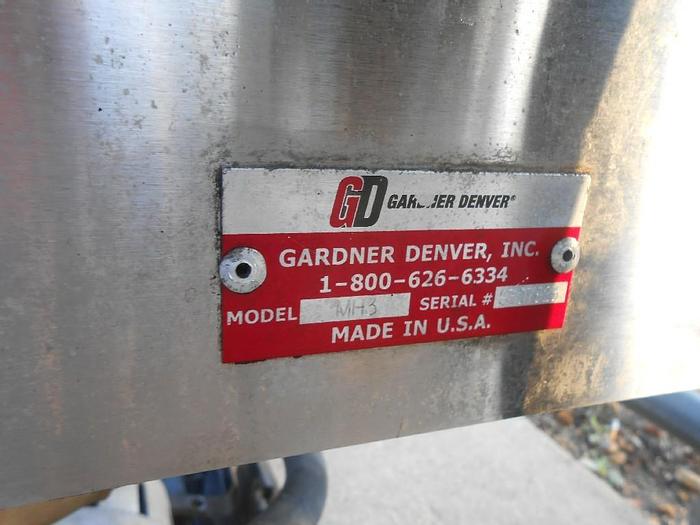 GD GARDNER DENVER®
GARDNER DENVER, INC.
1-800-626-6334
MODEL MH3 SERIAL #
MADE IN U.S.A.